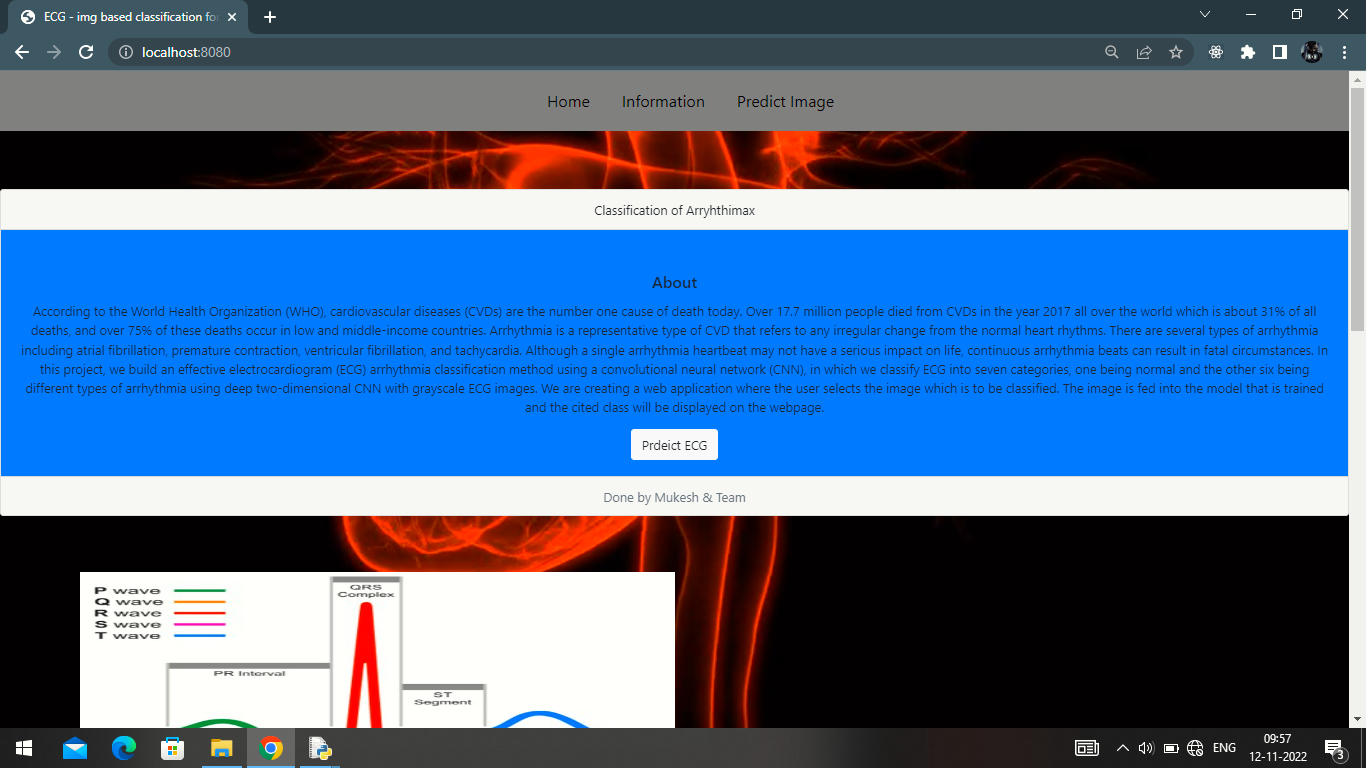 ECG - img based classification for
localhost:8080
Home Information Predict Image
Classification of Arryhthimax
About
According to the World Health Organization (WHO), cardiovascular diseases (CVDs) are the number one cause of death today. Over 17.7 million people died from CVDs in the year 2017 all over the world which is about 31% of all
deaths, and over 75% of these deaths occur in low and middle-income countries. Arrhythmia is a representative type of CVD that refers to any irregular change from the normal heart rhythms. There are several types of arrhythmia
including atrial fibrillation, premature contraction, ventricular fibrillation, and tachycardia. Although a single arrhythmia heartbeat may not have a serious impact on life, continuous arrhythmia beats can result in fatal circumstances. In
this project, we build an effective electrocardiogram (ECG) arrhythmia classification method using a convolutional neural network (CNN), in which we classify ECG into seven categories, one being normal and the other six being
different types of arrhythmia using deep two-dimensional CNN with grayscale ECG images. We are creating a web application where the user selects the image which is to be classified. The image is fed into the model that is trained
and the cited class will be displayed on the webpage.
Prdeict ECG
Done by Mukesh & Team
P wave
Q wave
R wave
S wave
T wave
QRS
Complex
PR Interval
ST
Segment
ENG
09:57
12-11-2022
3